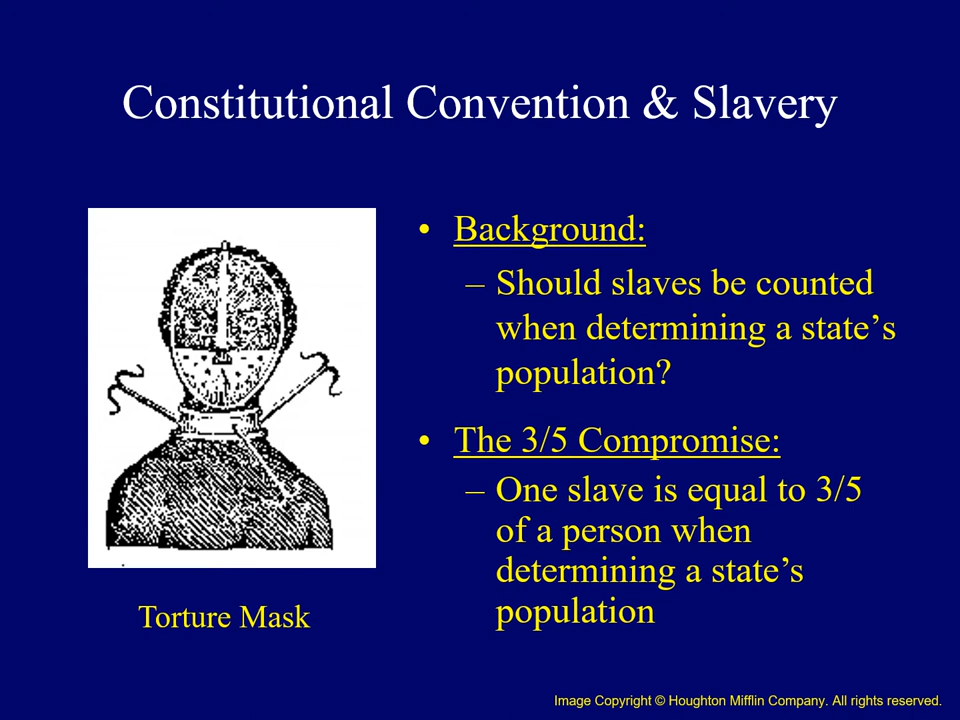 Constitutional Convention & Slavery
• Background:
– Should slaves be counted
when determining a state’s
population?
• The 3/5 Compromise:
– One slave is equal to 3/5
of a person when
determining a state’s
population
Torture Mask
Image Copyright © Houghton Mifflin Company. All rights reserved.